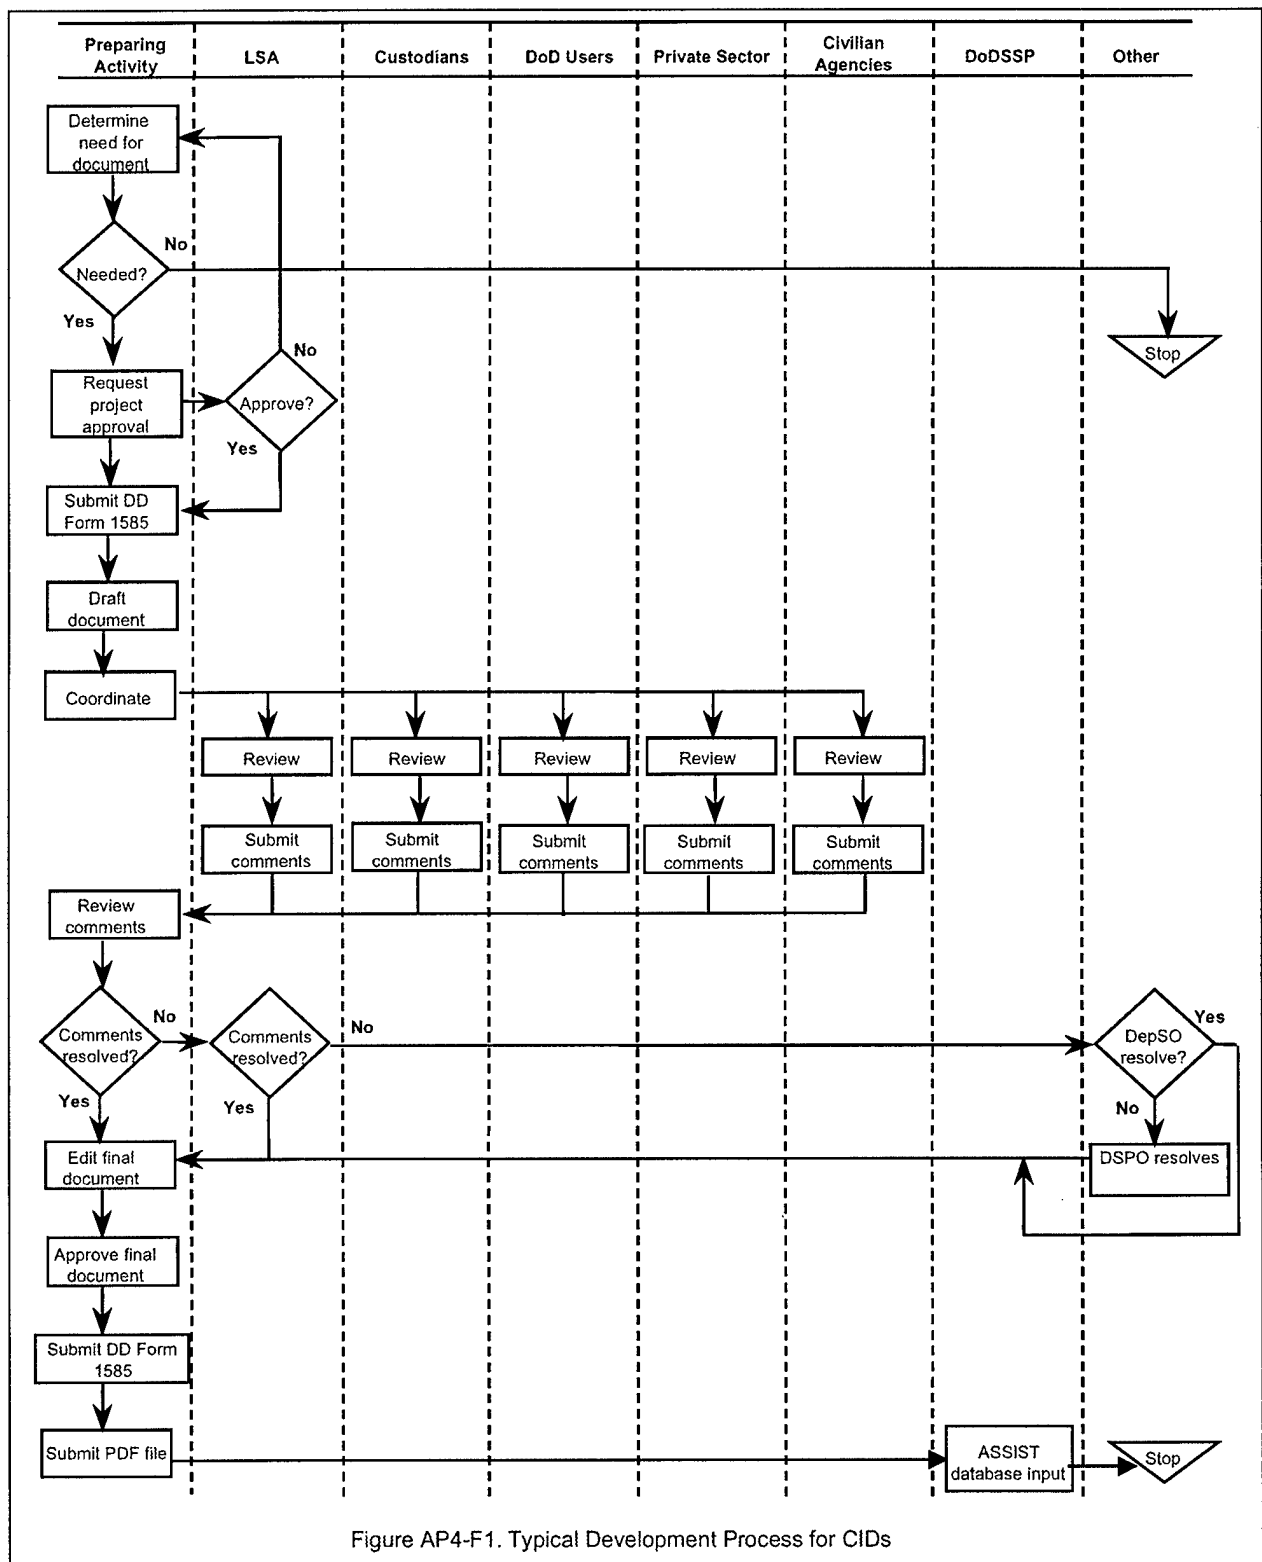 Preparing
Activity
LSA
Custodians
DoD Users
Private Sector
Civilian
Agencies
DoDSSP
Other
Determine
need for
document
No
Needed?
Yes
Stop
No
Request
project
approval
Approve?
Yes
Submit DD
Form 1585
Draft
document
Coordinate
Review
Review
Review
Review
Review
Submit
comments
Submit
comments
Submit
comments
Submit
comments
Submit
comments
Review
comments
Comments
resolved?
No
Yes
Comments
resolved?
No
Yes
DepSO
resolve?
Yes
No
DSPO resolves
Edit final
document
Approve final
document
Submit DD Form
1585
Submit PDF file
ASSIST
database input
Stop
Figure AP4-F1. Typical Development Process for CIDs